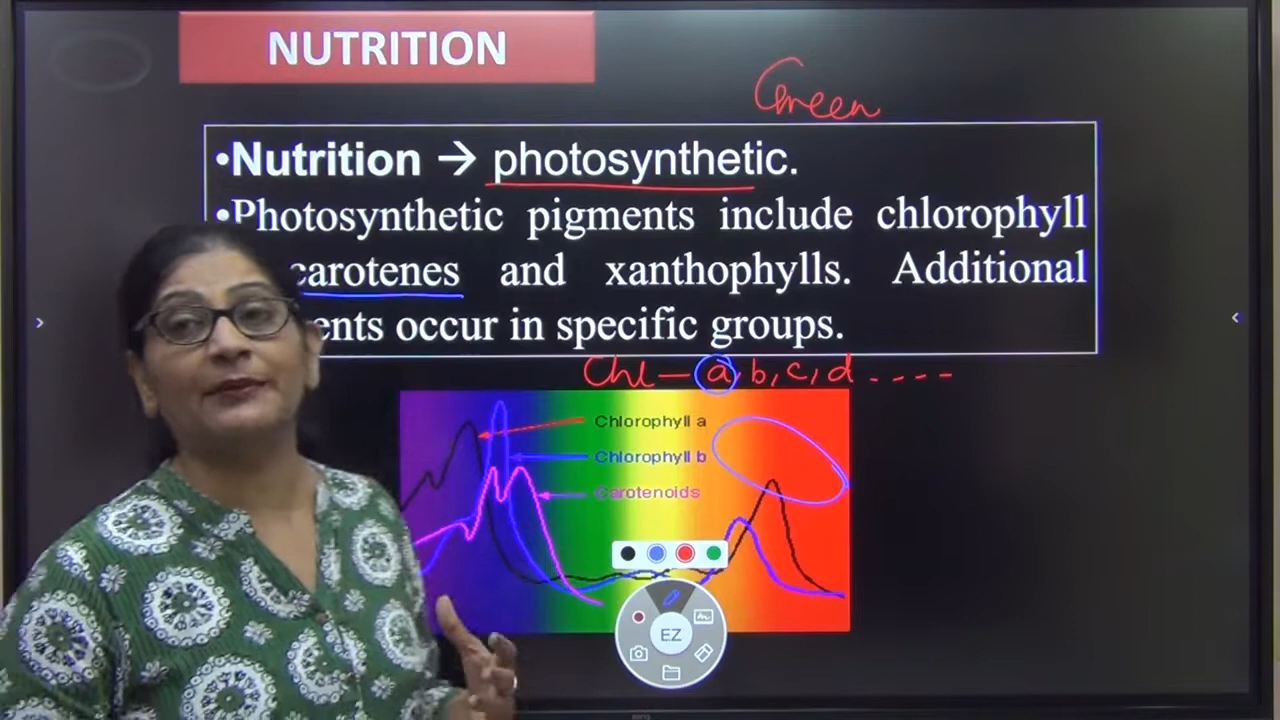 NUTRITION
Green
•Nutrition → photosynthetic.
•Photosynthetic pigments include chlorophyll
carotenes and xanthophylls. Additional
ents occur in specific groups.
Chl – a, b, c, d ....
Chlorophyll a
Chlorophyll b
Carotenoids
EZ